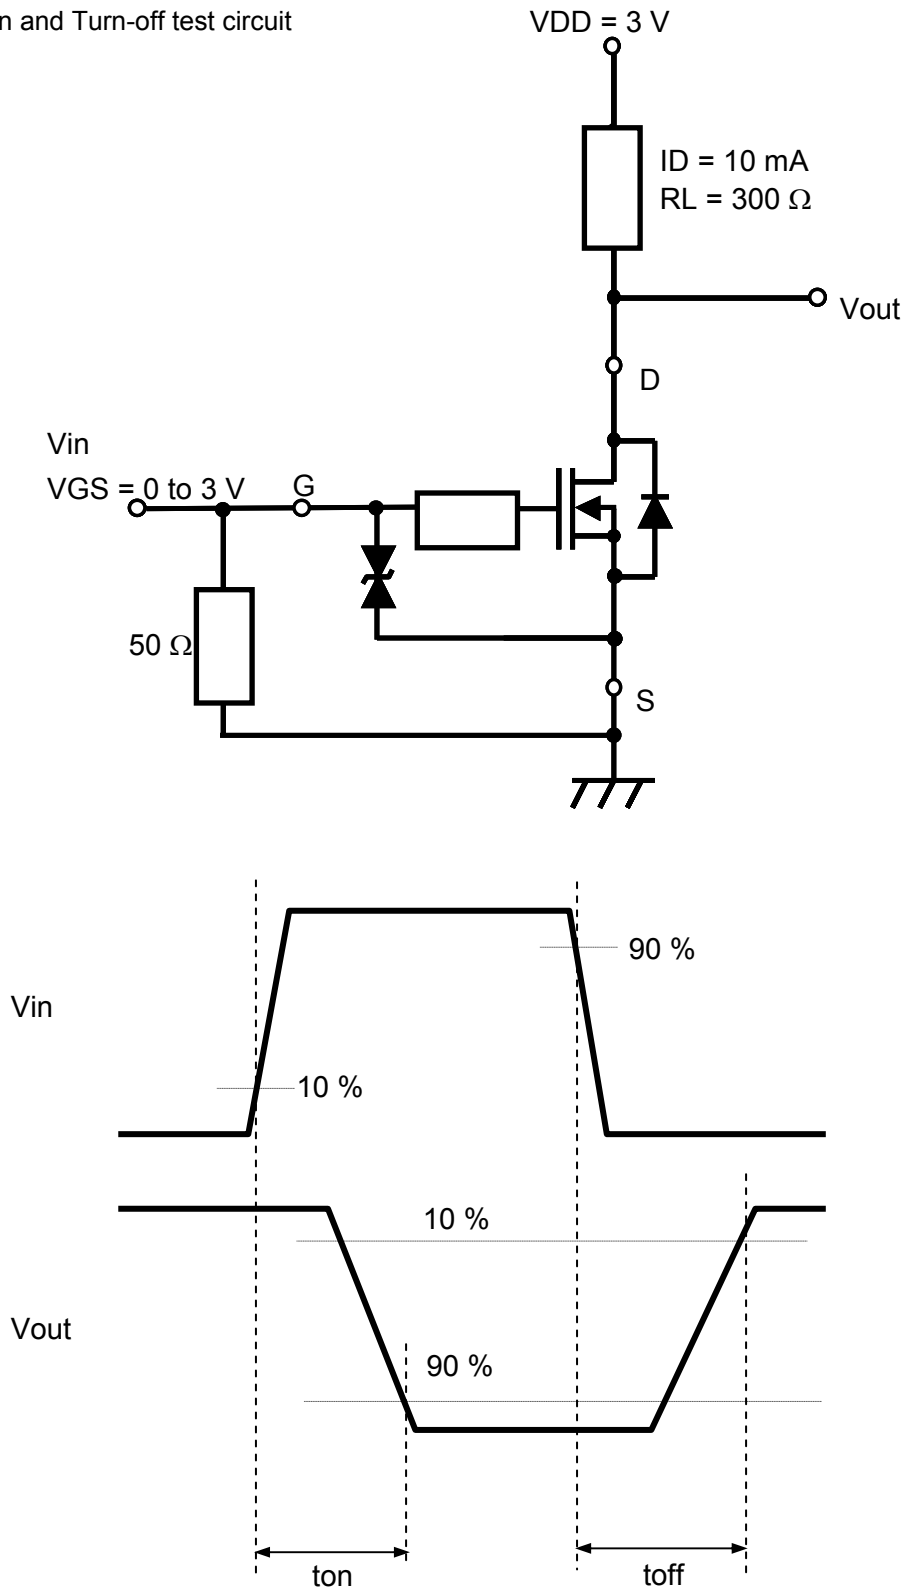 n and Turn-off test circuit
VDD = 3 V
ID = 10 mA
RL = 300 Ω
Vout
D
Vin
VGS = 0 to 3 V
G
50 Ω
S
90 %
Vin
10 %
10 %
Vout
90 %
ton
toff